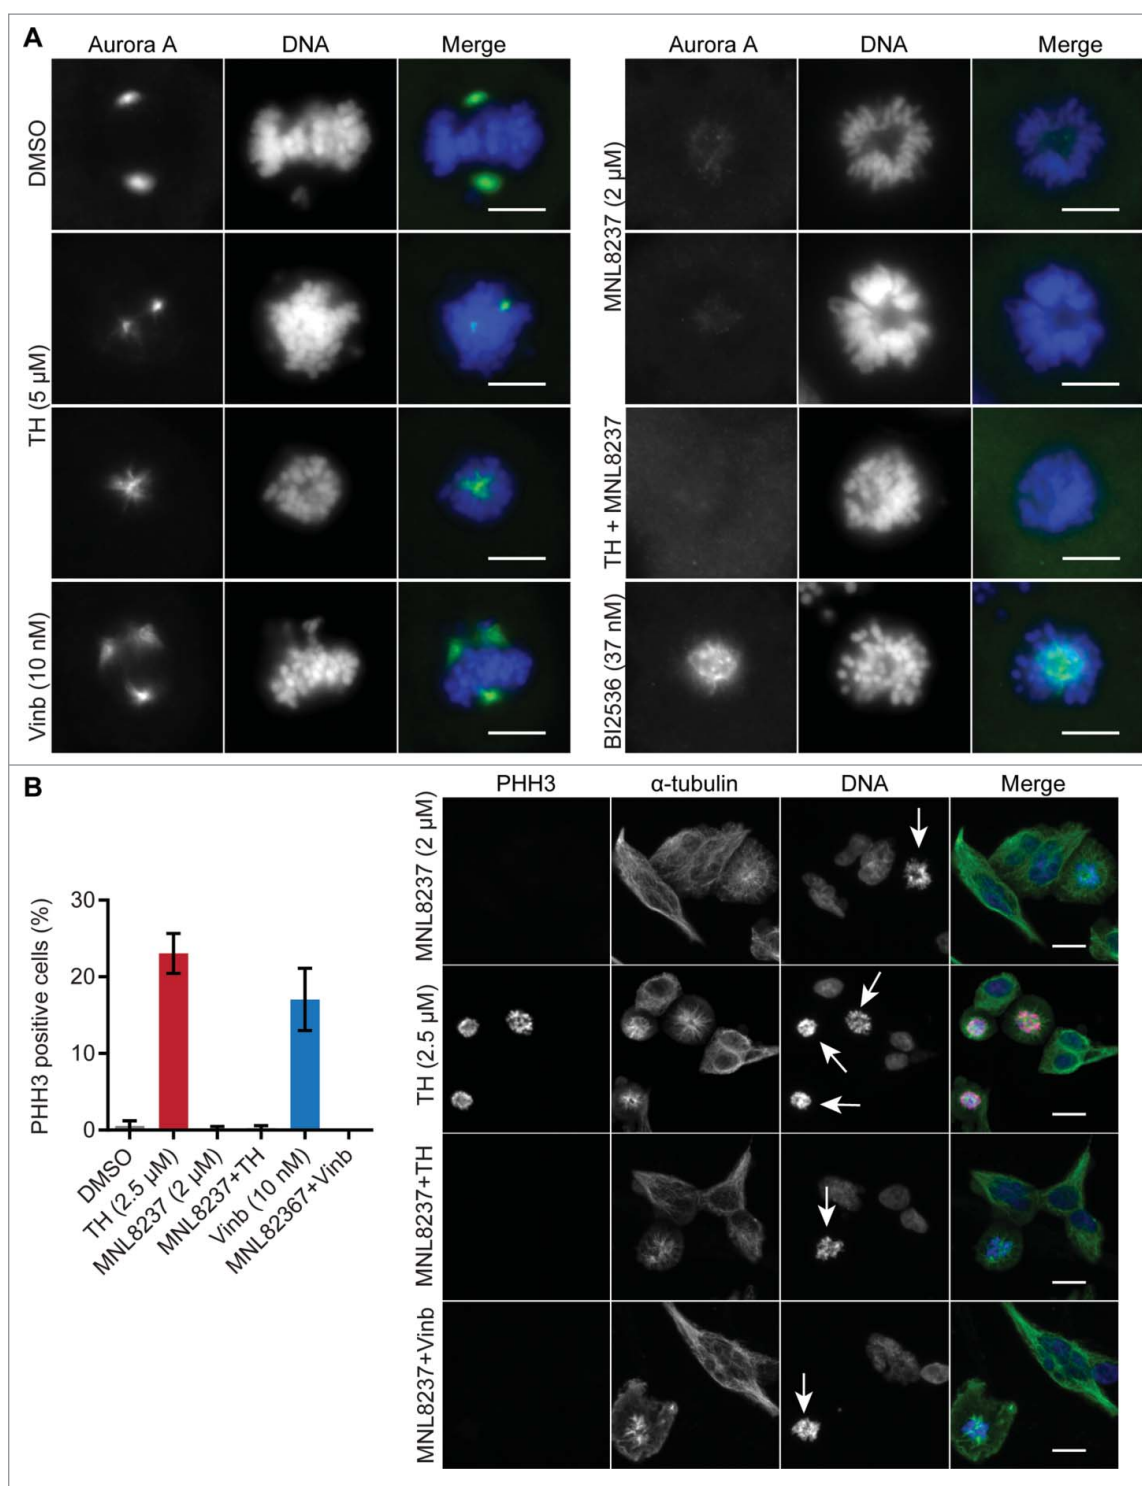 A
Aurora A DNA Merge
Aurora A DNA Merge
DMSO
TH (5 µM)
Vinb (10 nM)
MNL8237 (2 µM)
TH + MNL8237
BI2536 (37 nM)
B
PHH3 positive cells (%)
30
20
10
0
DMSO
TH (2.5 µM)
MNL8237 (2 µM)
MNL8237+TH
Vinb (10 nM)
MNL82367+Vinb
PHH3 α-tubulin DNA Merge
MNL8237 (2 µM)
TH (2.5 µM)
MNL8237+TH
MNL8237+Vinb